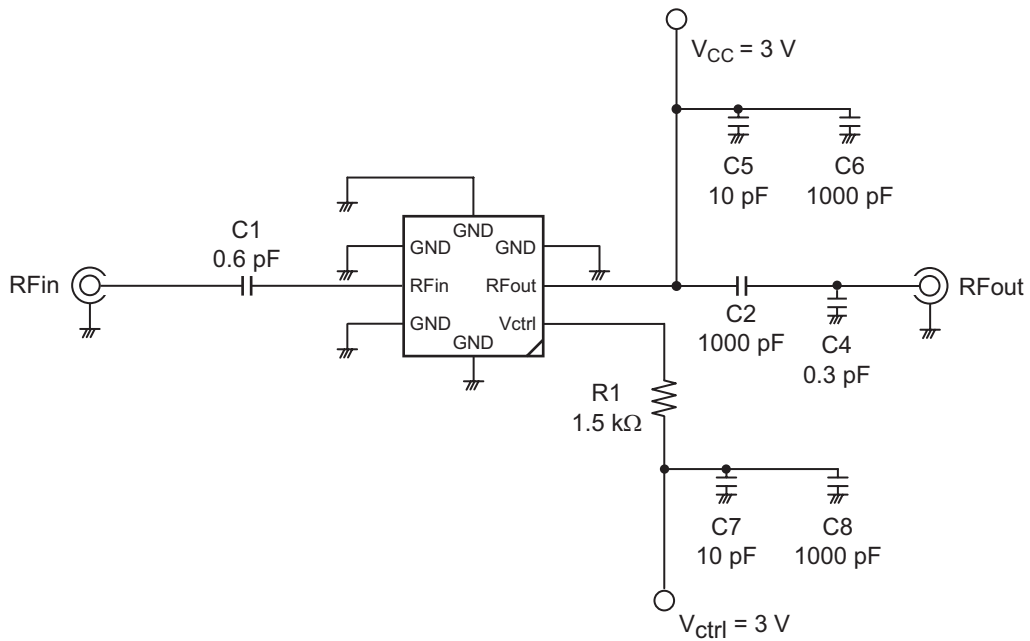 V_CC = 3 V
C5
10 pF
C6
1000 pF
C1
0.6 pF
GND
GND
GND
RFin
RFin
RFout
RFout
GND
Vctrl
GND
C2
1000 pF
C4
0.3 pF
R1
1.5 kΩ
C7
10 pF
C8
1000 pF
V_ctrl = 3 V